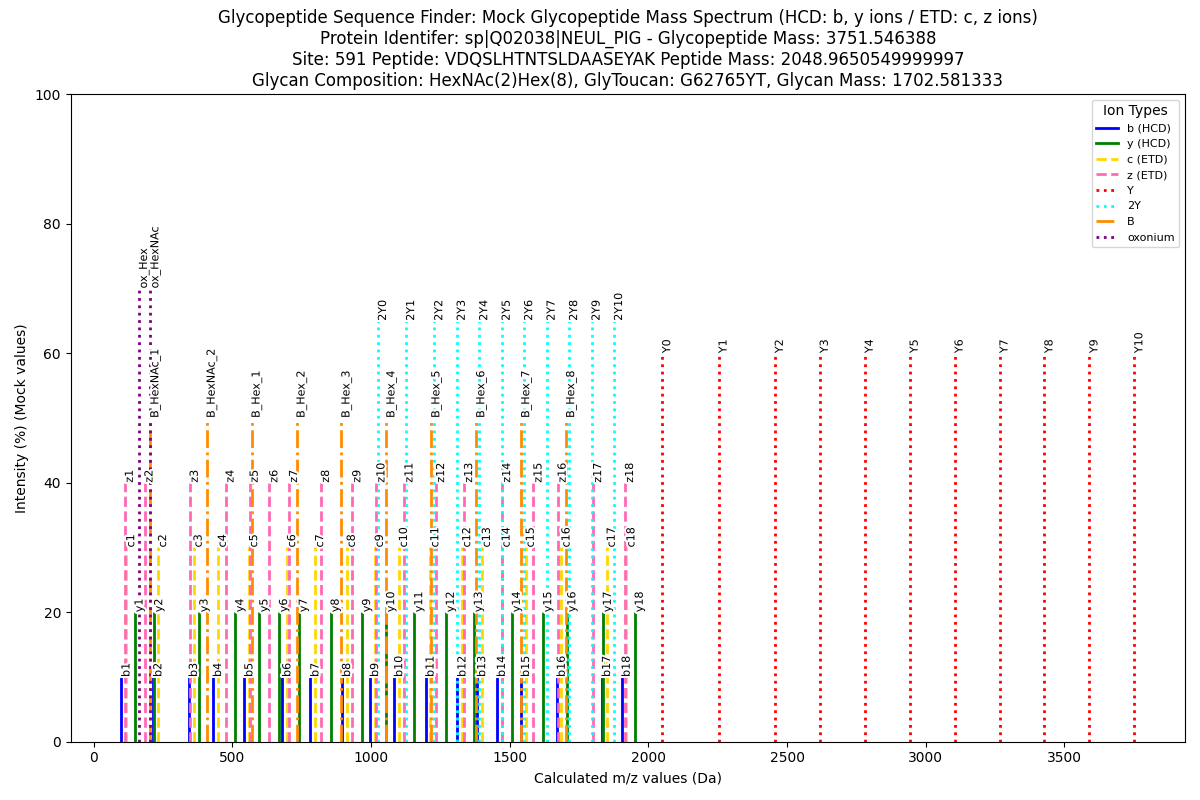 Glycopeptide Sequence Finder: Mock Glycopeptide Mass Spectrum (HCD: b, y ions / ETD: c, z ions)
Protein Identifer: sp|Q02038|NEUL_PIG - Glycopeptide Mass: 3751.546388
Site: 591 Peptide: VDQSLHTNTSLDAASEYAK Peptide Mass: 2048.9650549999997
Glycan Composition: HexNAc(2)Hex(8), GlyToucan: G62765YT, Glycan Mass: 1702.581333
Intensity (%) (Mock values)
100
80
60
40
20
0
Ion Types
b (HCD)
y (HCD)
c (ETD)
z (ETD)
Y
2Y
B
oxonium
ox_Hex ox_HexNAc
2Y0 2Y1 2Y2 2Y3 2Y4 2Y5 2Y6 2Y7 2Y8 2Y9 2Y10
Y0 Y1 Y2 Y3 Y4 Y5 Y6 Y7 Y8 Y9 Y10
B_HexNAc_1 B_HexNAc_2 B_Hex_1 B_Hex_2 B_Hex_3 B_Hex_4 B_Hex_5 B_Hex_6 B_Hex_7 B_Hex_8
z1 z2 z3 z4 z5 z6 z7 z8 z9 z10 z11 z12 z13 z14 z15 z16 z17 z18
c1 c2 c3 c4 c5 c6 c7 c8 c9 c10 c11 c12 c13 c14 c15 c16 c17 c18
y1 y2 y3 y4 y5 y6 y7 y8 y9 y10 y11 y12 y13 y14 y15 y16 y17 y18
b1 b2 b3 b4 b5 b6 b7 b8 b9 b10 b11 b12 b13 b14 b15 b16 b17 b18
0 500 1000 1500 2000 2500 3000 3500
Calculated m/z values (Da)